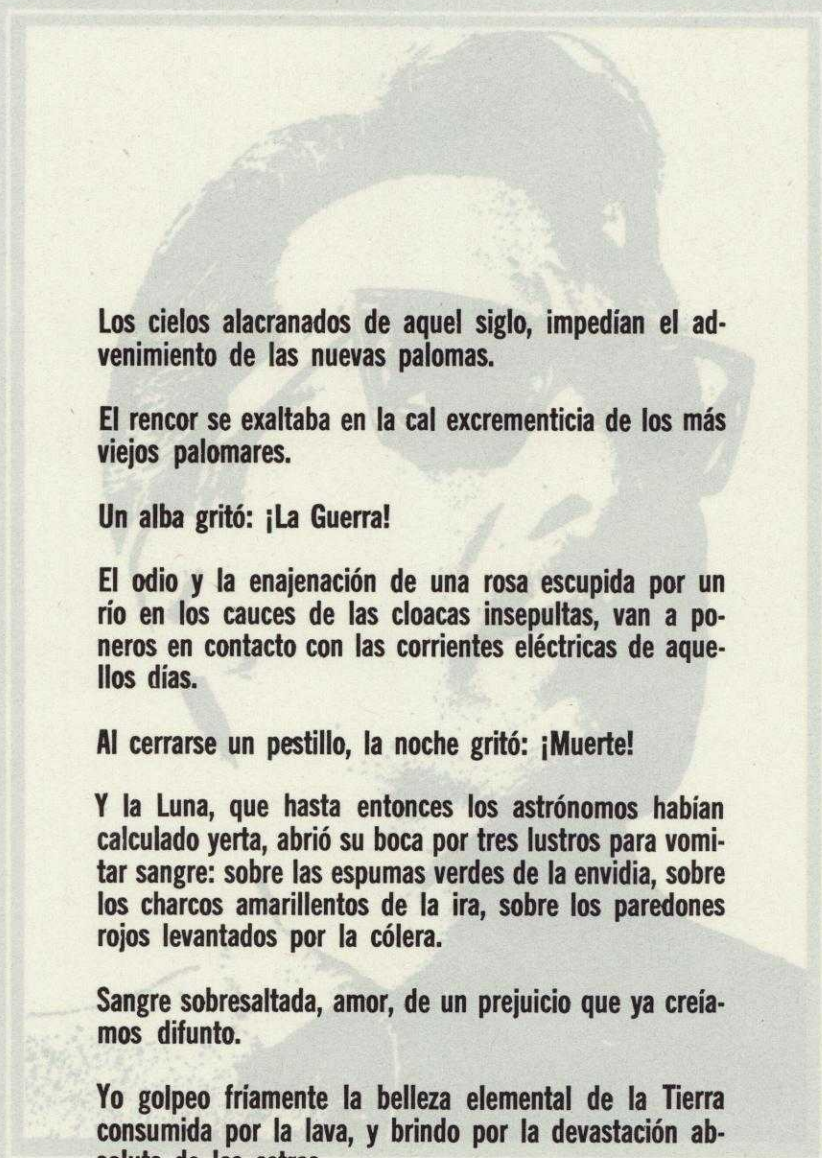 Los cielos alacranados de aquel siglo, impedían el ad-
venimiento de las nuevas palomas.
El rencor se exaltaba en la cal excrementicia de los más
viejos palomares.
Un alba gritó: ¡La Guerra!
El odio y la enajenación de una rosa escupida por un
río en los cauces de las cloacas insepultas, van a po-
neros en contacto con las corrientes eléctricas de aque-
llos días.
Al cerrarse un pestillo, la noche gritó: ¡Muerte!
Y la Luna, que hasta entonces los astrónomos habían
calculado yerta, abrió su boca por tres lustros para vomi-
tar sangre: sobre las espumas verdes de la envidia, sobre
los charcos amarillentos de la ira, sobre los paredones
rojos levantados por la cólera.
Sangre sobresaltada, amor, de un prejuicio que ya creía-
mos difunto.
Yo golpeo friamente la belleza elemental de la Tierra
consumida por la lava, y brindo por la devastación ab-
soluta de los astros